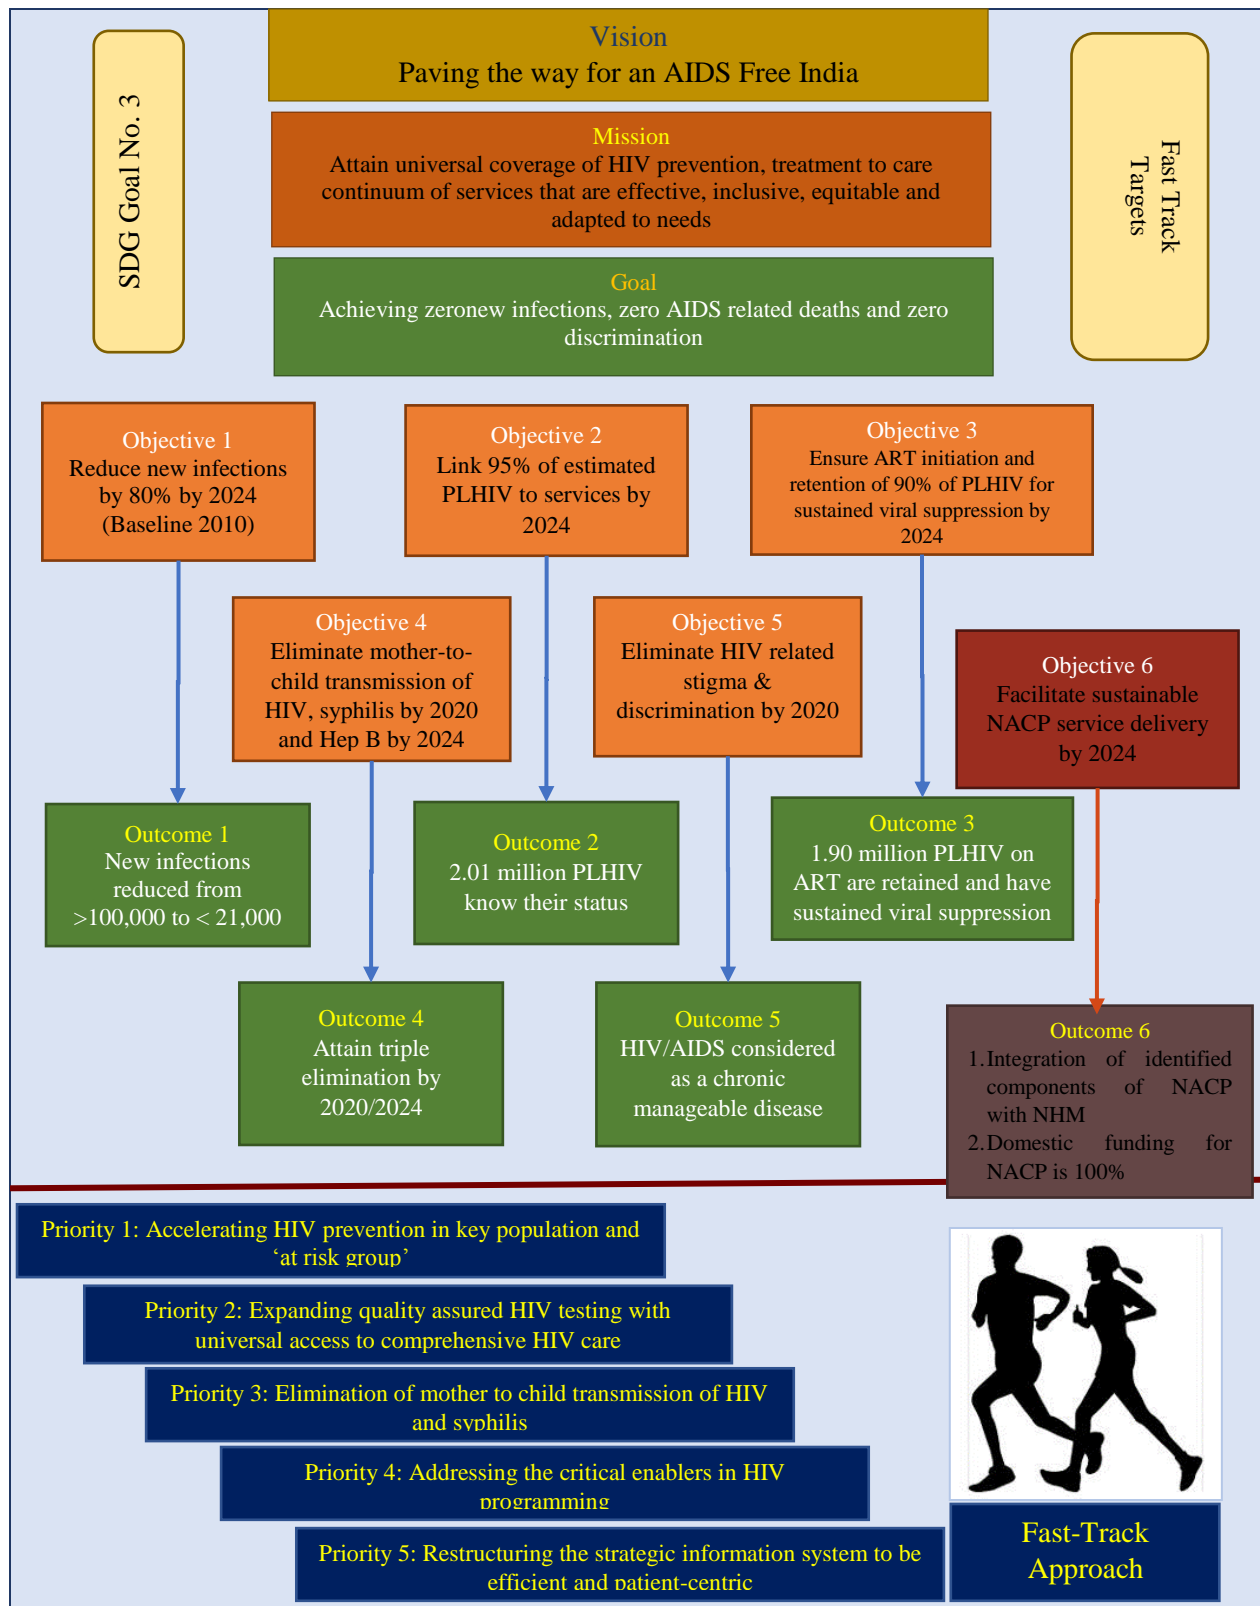 Vision
Paving the way for an AIDS Free India
SDG Goal No. 3
Fast Track
Targets
Mission
Attain universal coverage of HIV prevention, treatment to care
continuum of services that are effective, inclusive, equitable and
adapted to needs
Goal
Achieving zeronew infections, zero AIDS related deaths and zero
discrimination
Objective 1
Reduce new infections
by 80% by 2024
(Baseline 2010)
Objective 2
Link 95% of estimated
PLHIV to services by
2024
Objective 3
Ensure ART initiation and
retention of 90% of PLHIV for
sustained viral suppression by
2024
Objective 4
Eliminate mother-to-
child transmission of
HIV, syphilis by 2020
and Hep B by 2024
Objective 5
Eliminate HIV related
stigma &
discrimination by 2020
Objective 6
Facilitate sustainable
NACP service delivery
by 2024
Outcome 1
New infections
reduced from
>100,000 to < 21,000
Outcome 2
2.01 million PLHIV
know their status
Outcome 3
1.90 million PLHIV on
ART are retained and have
sustained viral suppression
Outcome 4
Attain triple
elimination by
2020/2024
Outcome 5
HIV/AIDS considered
as a chronic
manageable disease
Outcome 6
1. Integration of identified
components of NACP
with NHM
2. Domestic funding for
NACP is 100%
Priority 1: Accelerating HIV prevention in key population and
‘at risk group’
Priority 2: Expanding quality assured HIV testing with
universal access to comprehensive HIV care
Priority 3: Elimination of mother to child transmission of HIV
and syphilis
Priority 4: Addressing the critical enablers in HIV
programming
Priority 5: Restructuring the strategic information system to be
efficient and patient-centric
Fast-Track
Approach